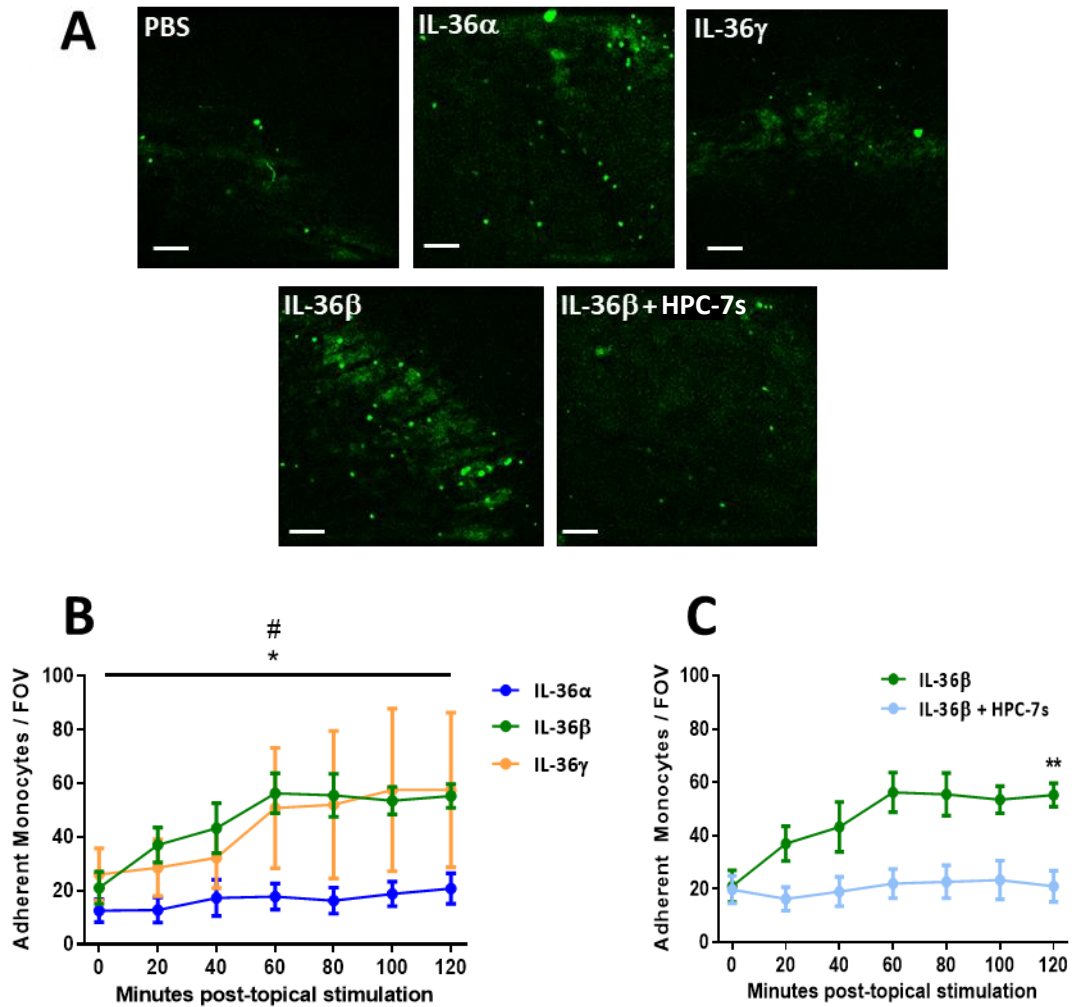 A
PBS
IL-36α
IL-36γ
IL-36β
IL-36β + HPC-7s
B
#
*
Adherent Monocytes / FOV
100
80
60
40
20
0
0 20 40 60 80 100 120
Minutes post-topical stimulation
IL-36α
IL-36β
IL-36γ
C
Adherent Monocytes / FOV
100
80
60
40
20
0
0 20 40 60 80 100 120
Minutes post-topical stimulation
IL-36β
IL-36β + HPC-7s
**